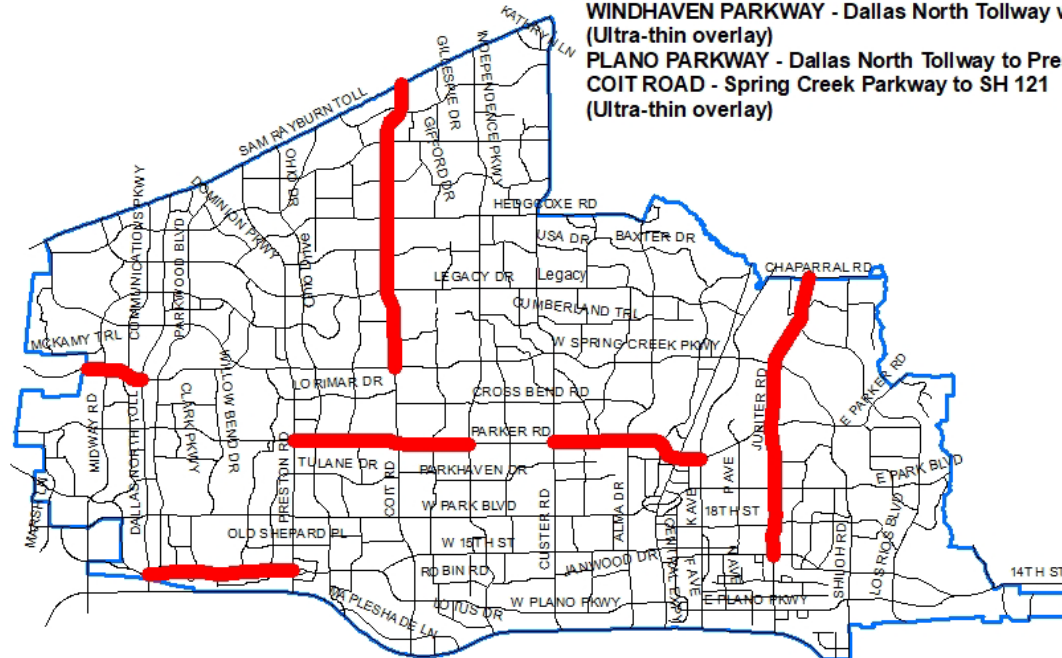 WINDHAVEN PARKWAY - Dallas North Tollway w
(Ultra-thin overlay)
PLANO PARKWAY - Dallas North Tollway to Pre
COIT ROAD - Spring Creek Parkway to SH 121
(Ultra-thin overlay)
KATHRYN LN
GILLESPIE DR
INDEPENDENCE PKWY
SAM RAYBURN TOLL
GIFFORD DR
OHIO DR
DOMINION PKWY
COMMUNICATIONS PKWY
PARKWOOD BLVD
HEDGCOXE RD
USA DR
BAXTER DR
OHIO DRIVE
LEGACY DR
Legacy
CHAPARRAL RD
CUMBERLAND TRL
MCKAMY TRL
W SPRING CREEK PKWY
WILLOW BEND DR
LORIMAR DR
CROSS BEND RD
CLARK PKWY
JUPITER RD
E PARKER RD
MIDWAY RD
DALLAS NORTH TOLL
PRESTON RD
PARKER RD
TULANE DR
COIT RD
PARKHAVEN DR
P AVE
E PARK BLVD
CUSTER RD
ALMA DR
K AVE
W PARK BLVD
18TH ST
OLD SHEPARD PL
W 15TH ST
CENTRAL EXPY
SHILOH RD
LOS RIOS BLVD
ROBIN RD
JANWOOD DR
F AVE
N AVE
14TH ST
MAPLESHADE LN
LOTUS DR
W PLANO PKWY
E PLANO PKWY